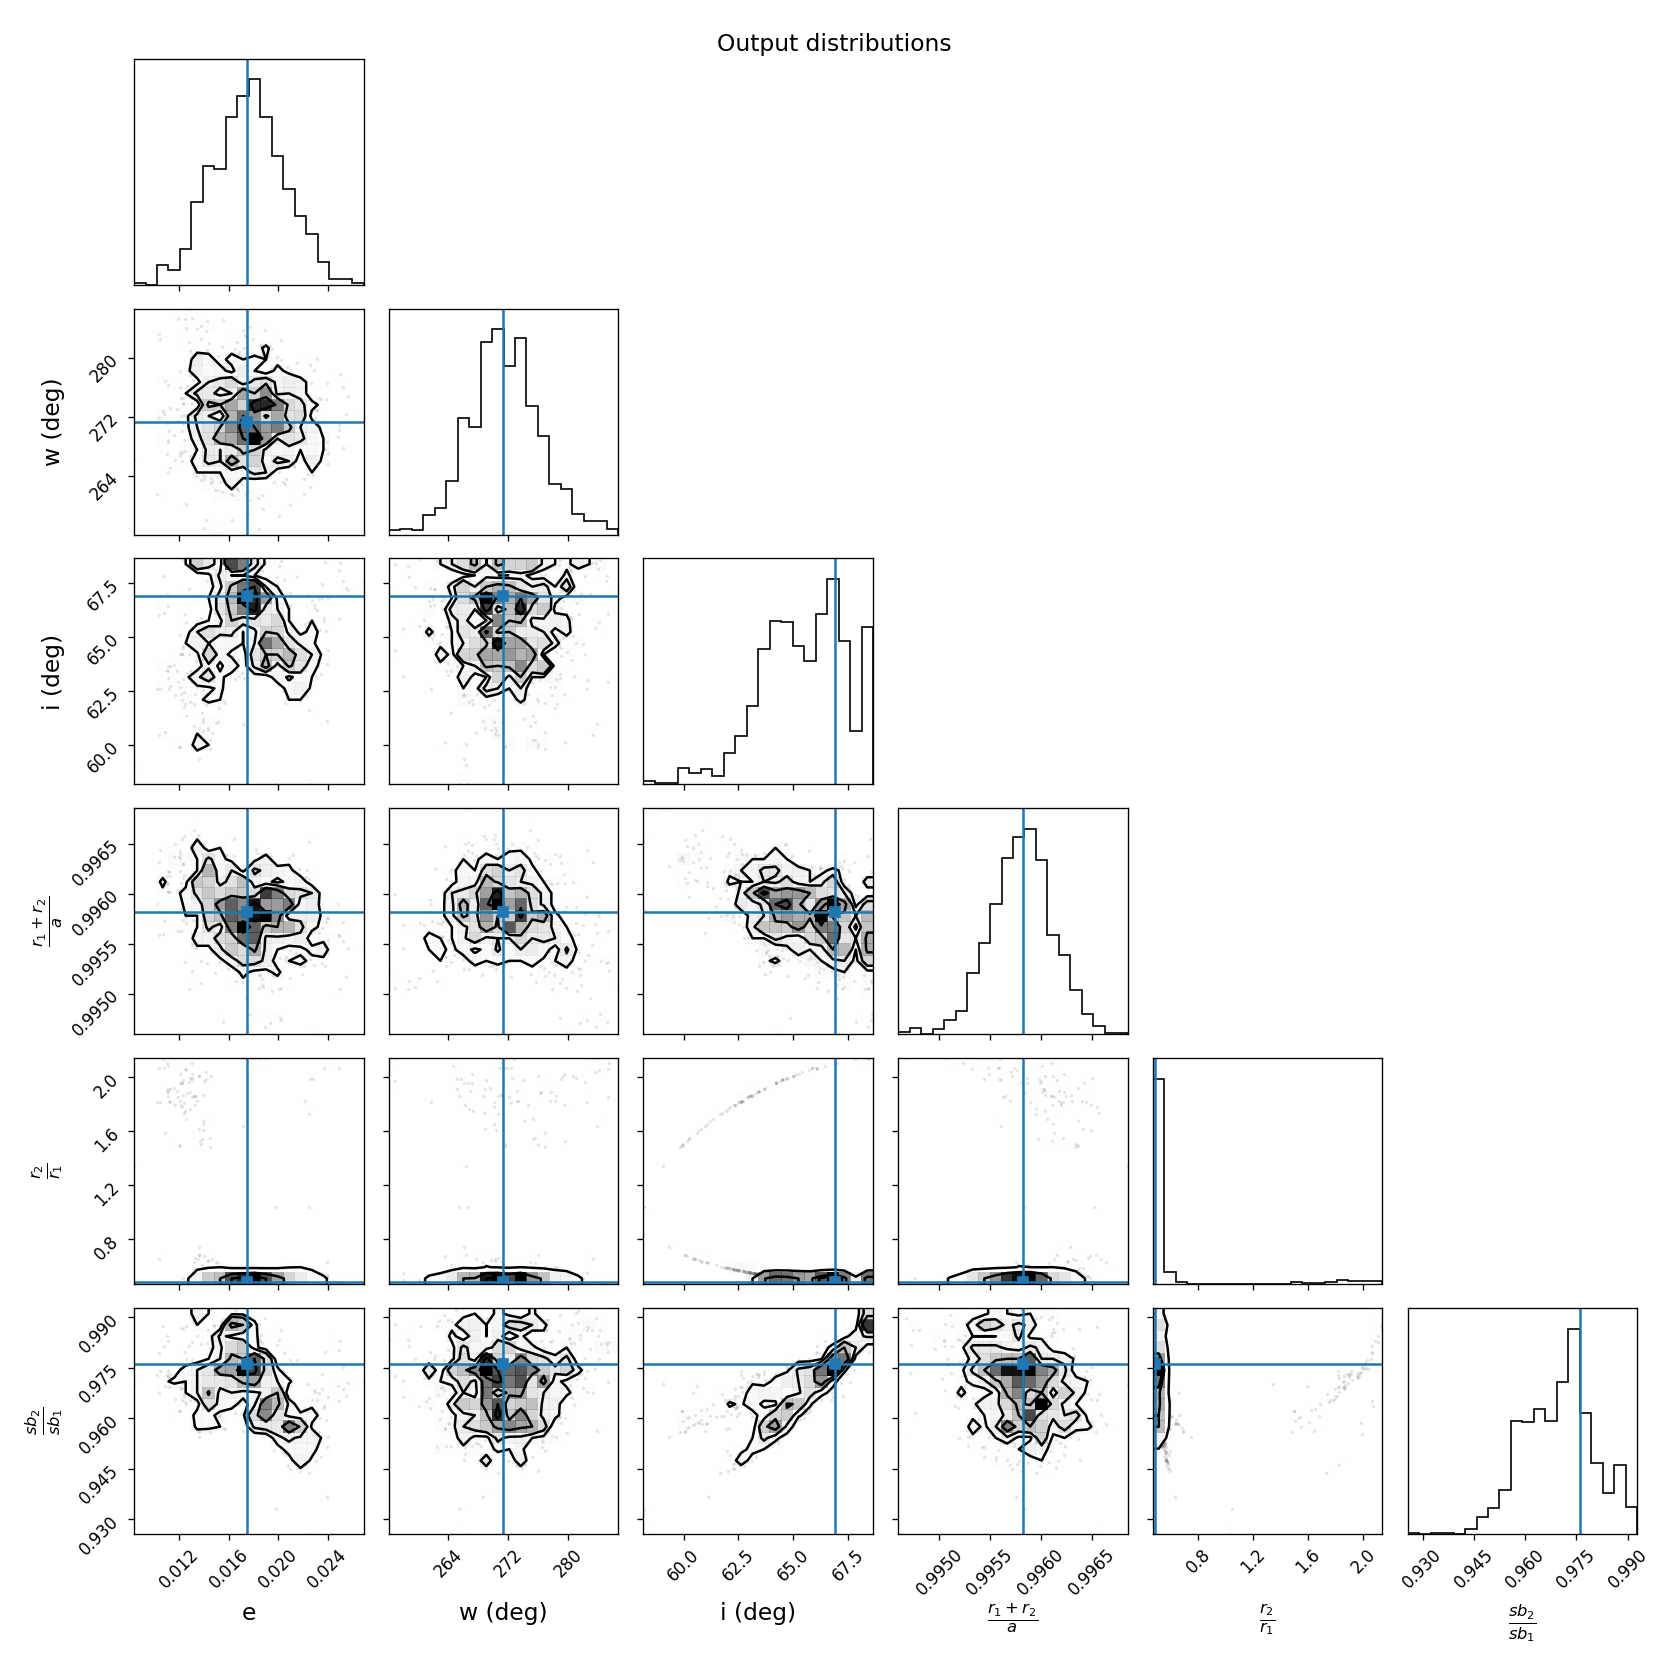 Output distributions
w (deg)
280
272
264
i (deg)
67.5
65.0
62.5
60.0
r₁ + r₂
a
0.9965
0.9960
0.9955
0.9950
r₂
r₁
2.0
1.6
1.2
0.8
sb₂
sb₁
0.990
0.975
0.960
0.945
0.930
0.012 0.016 0.020 0.024 264 272 280 60.0 62.5 65.0 67.5 0.9950 0.9955 0.9960 0.9965 0.8 1.2 1.6 2.0 0.930 0.945 0.960 0.975 0.990
e w (deg) i (deg) r₁ + r₂ r₂ sb₂
a r₁ sb₁